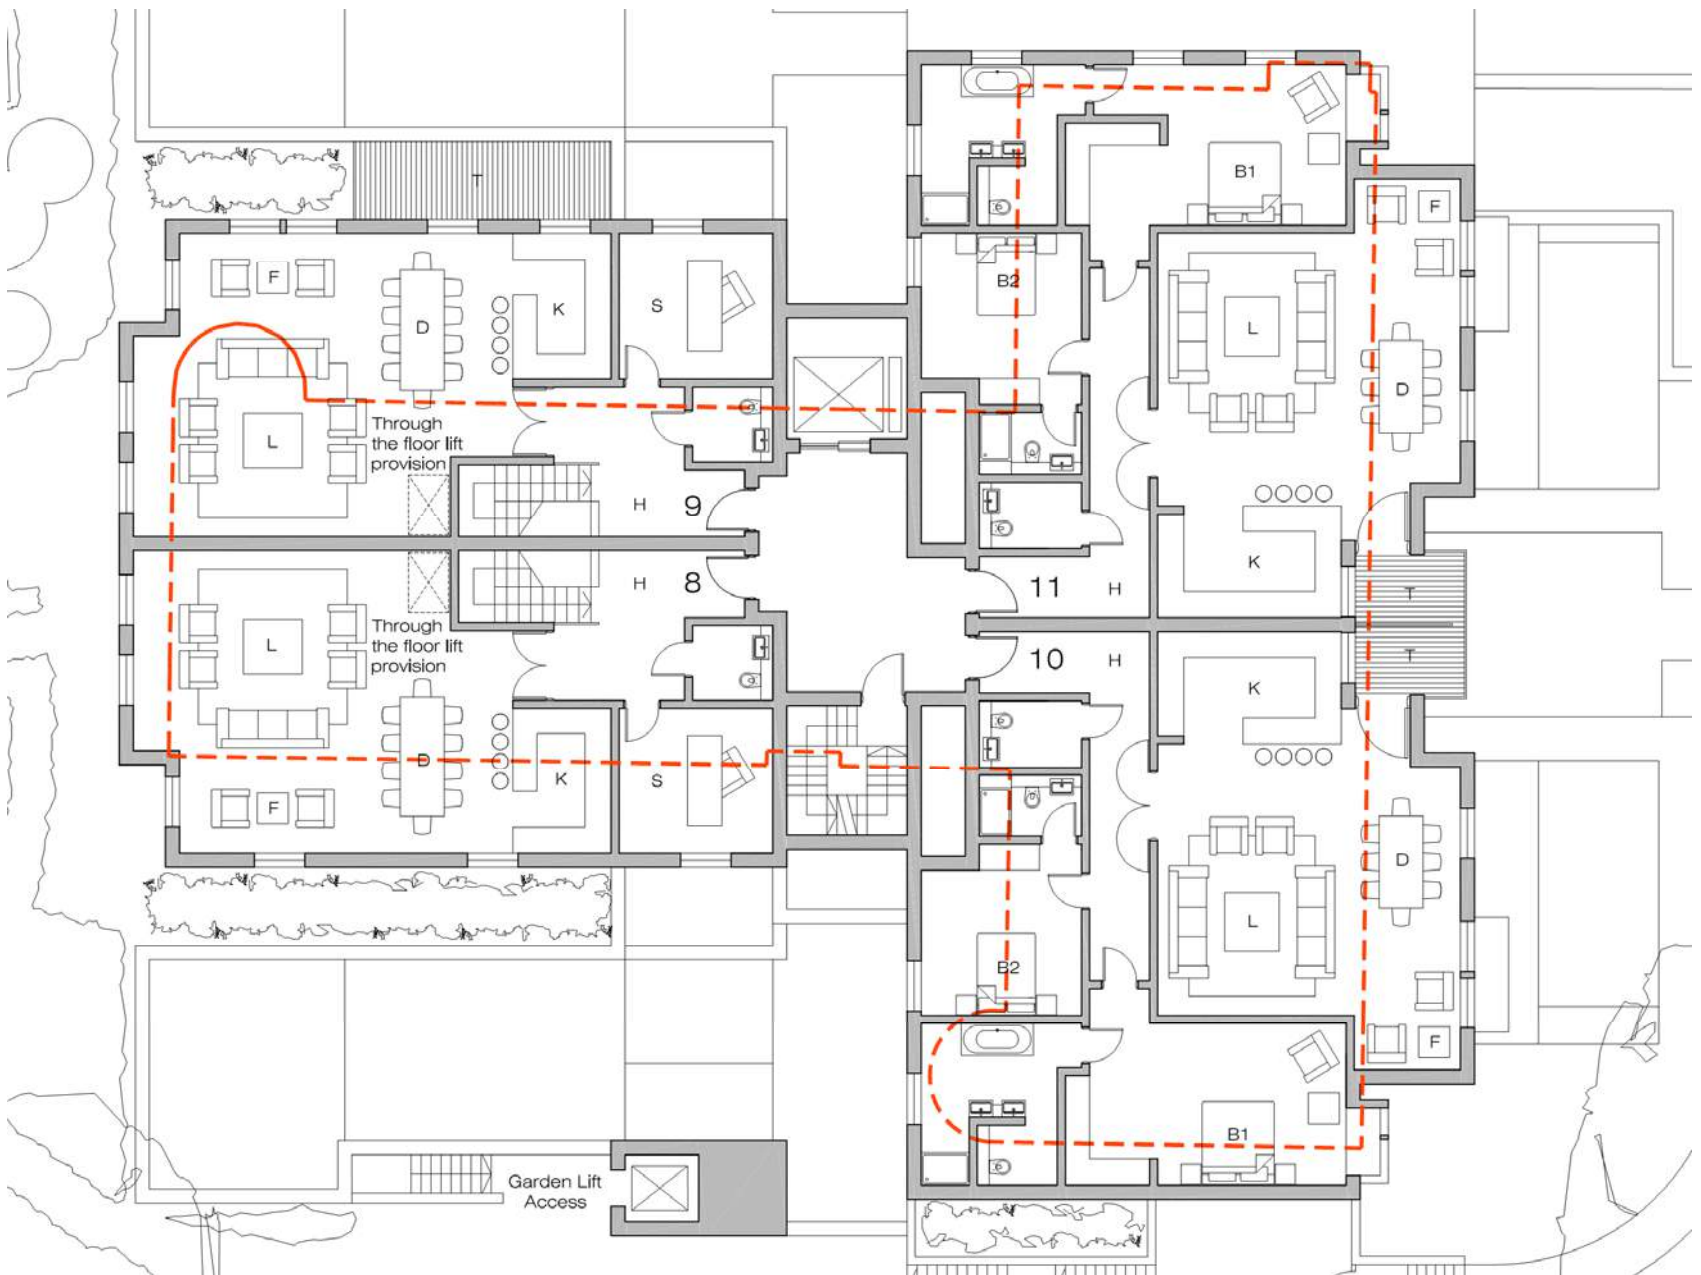 T
B1
F
F
K
S
B2
L
D
D
L
Through
the floor lift
provision
H
9
K
H
8
11
H
T
Through
the floor lift
provision
L
10
H
T
K
D
K
S
F
D
L
B2
F
B1
Garden Lift
Access